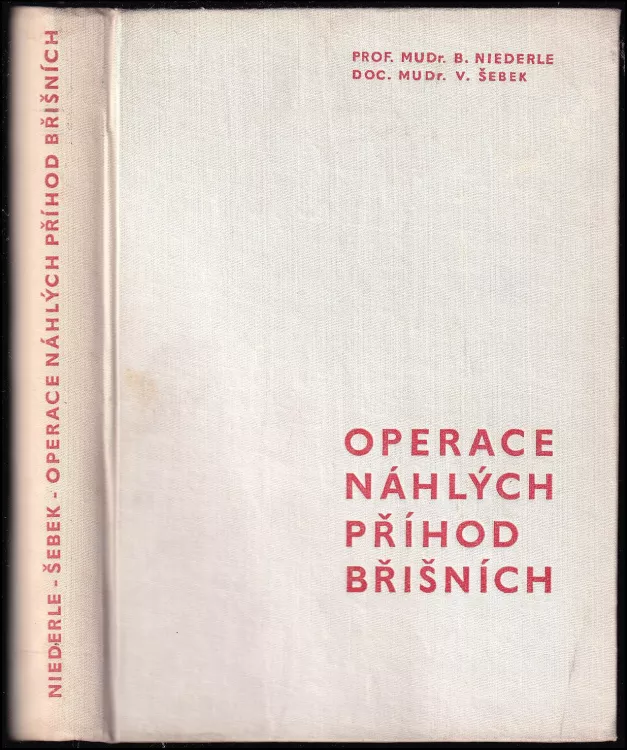 NIEDERLE - ŠEBEK - OPERACE NÁHLÝCH PŘÍHOD BŘIŠNÍCH
PROF. MUDr. B. NIEDERLE
DOC. MUDr. V. ŠEBEK
OPERACE
NÁHLÝCH
PŘÍHOD
BŘIŠNÍCH